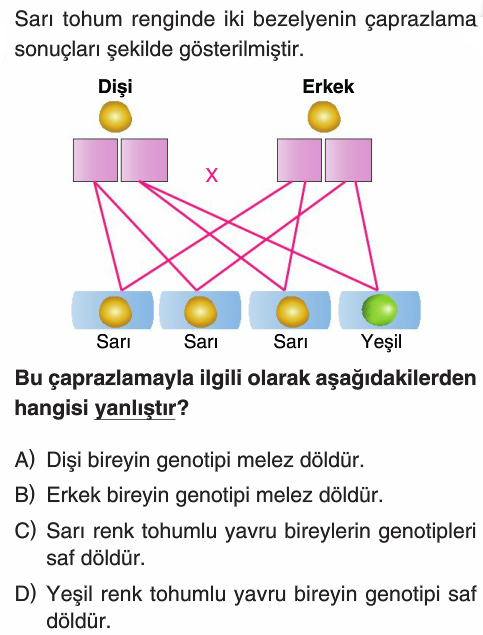 Sarı tohum renginde iki bezelyenin çaprazlama
sonuçları şekilde gösterilmiştir.
Dişi Erkek
X
Sarı Sarı Sarı Yeşil
Bu çaprazlamayla ilgili olarak aşağıdakilerden
hangisi yanlıştır?
A) Dişi bireyin genotipi melez döldür.
B) Erkek bireyin genotipi melez döldür.
C) Sarı renk tohumlu yavru bireylerin genotipleri
saf döldür.
D) Yeşil renk tohumlu yavru bireyin genotipi saf
döldür.